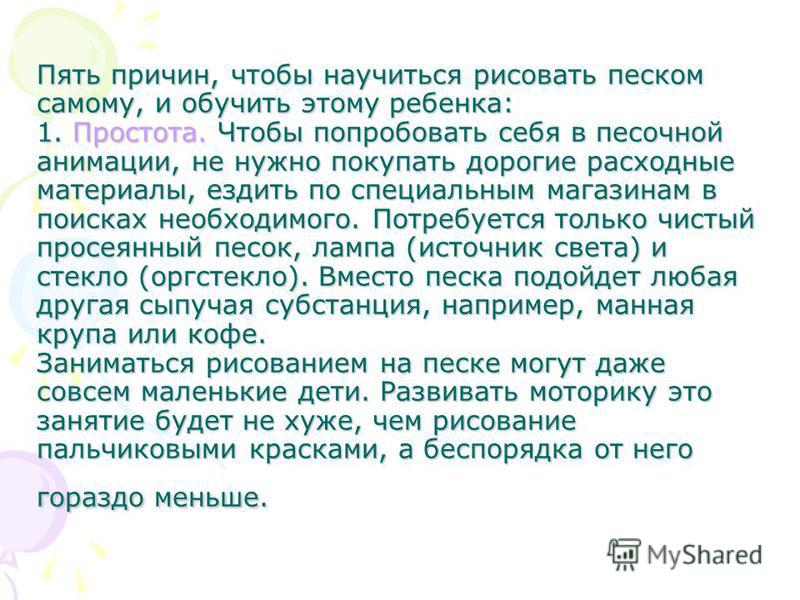 Пять причин, чтобы научиться рисовать песком
самому, и обучить этому ребенка:
1. Простота. Чтобы попробовать себя в песочной
анимации, не нужно покупать дорогие расходные
материалы, ездить по специальным магазинам в
поисках необходимого. Потребуется только чистый
просеянный песок, лампа (источник света) и
стекло (оргстекло). Вместо песка подойдет любая
другая сыпучая субстанция, например, манная
крупа или кофе.
Заниматься рисованием на песке могут даже
совсем маленькие дети. Развивать моторику это
занятие будет не хуже, чем рисование
пальчиковыми красками, а беспорядка от него
гораздо меньше.
MyShared